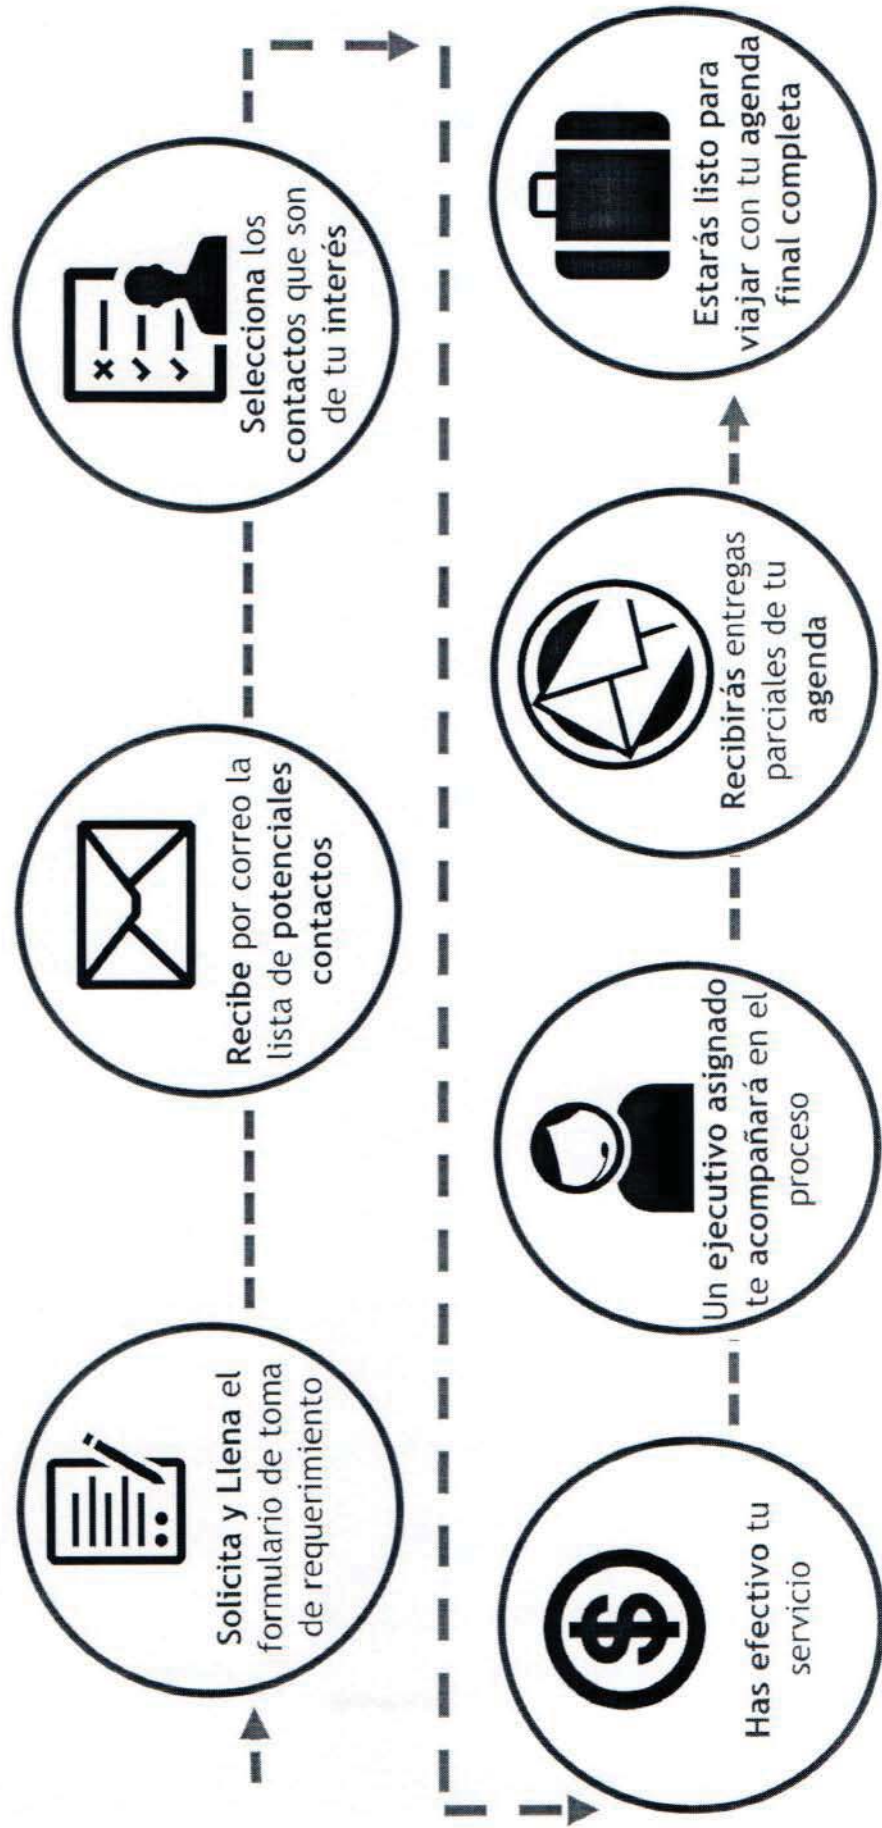 Solicita y Llena el
formulario de toma
de requerimiento
Recibe por correo la
lista de potenciales
contactos
Selecciona los
contactos que son
de tu interés
Has efectivo tu
servicio
Un ejecutivo asignado
te acompañará en el
proceso
Recibirás entregas
parciales de tu
agenda
Estarás listo para
viajar con tu agenda
final completa